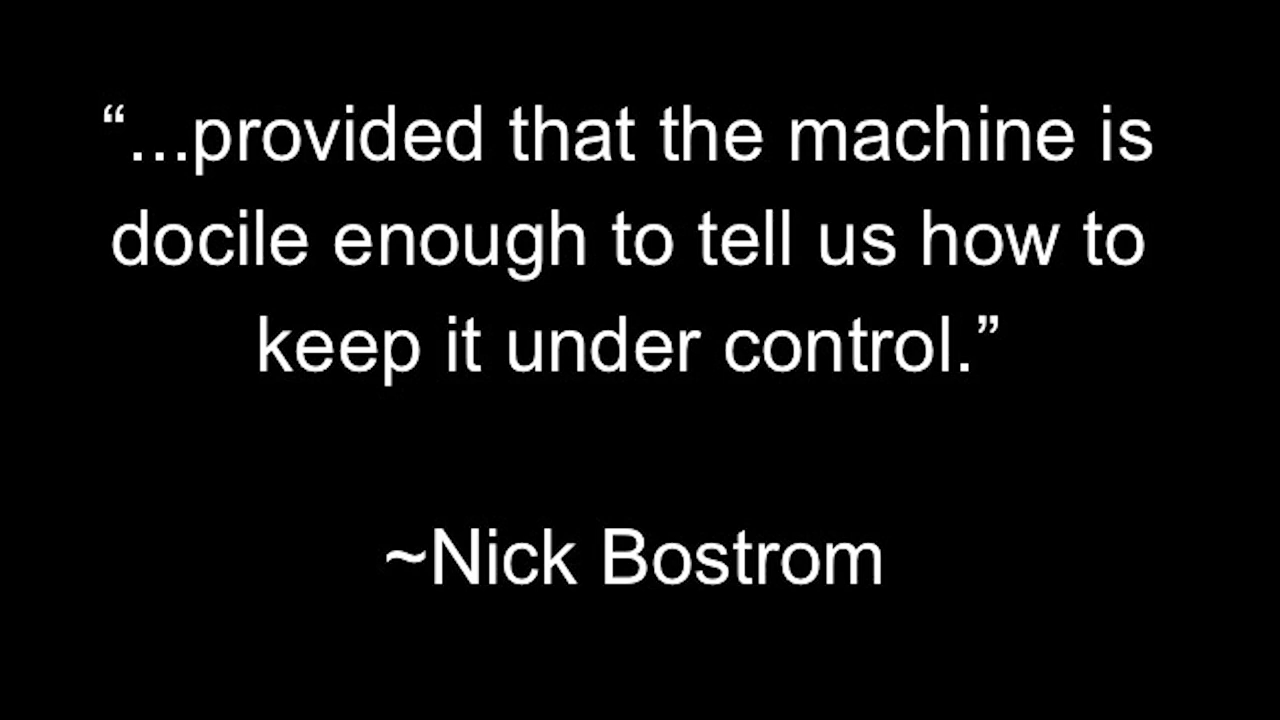 “...provided that the machine is
docile enough to tell us how to
keep it under control.”
~Nick Bostrom